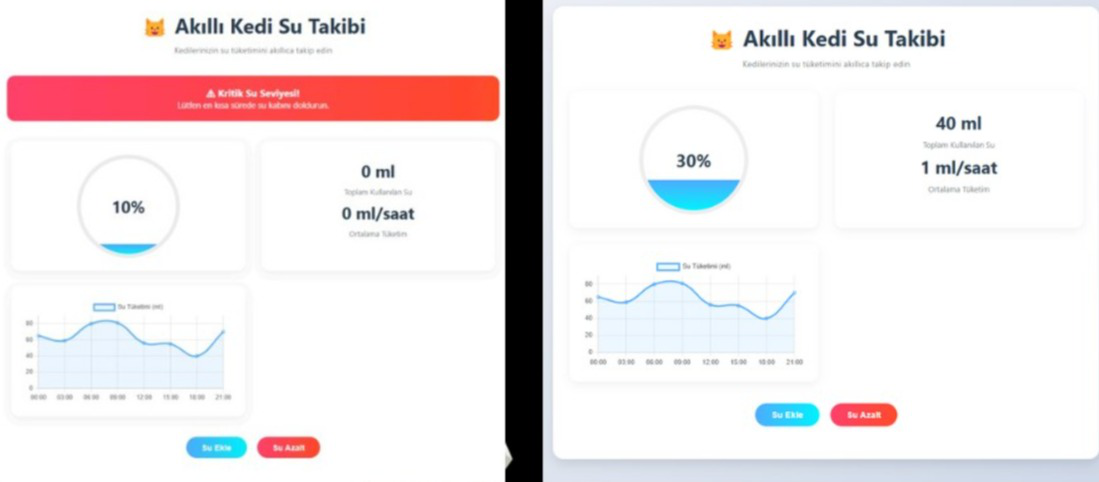 Akıllı Kedi Su Takibi
Kedilerinizin su tüketimini akıllıca takip edin
⚠ Kritik Su Seviyesi!
Lütfen en kısa sürede su kabını doldurun.
10%
0 ml
Toplam Kullanılan Su
0 ml/saat
Ortalama Tüketim
Su Tüketimi (ml)
80
60
40
20
0
00:00 03:00 06:00 09:00 12:00 15:00 18:00 21:00
Su Ekle Su Azalt
Akıllı Kedi Su Takibi
Kedilerinizin su tüketimini akıllıca takip edin
30%
40 ml
Toplam Kullanılan Su
1 ml/saat
Ortalama Tüketim
Su Tüketimi (ml)
80
60
40
20
0
00:00 03:00 06:00 09:00 12:00 15:00 18:00 21:00
Su Ekle Su Azalt